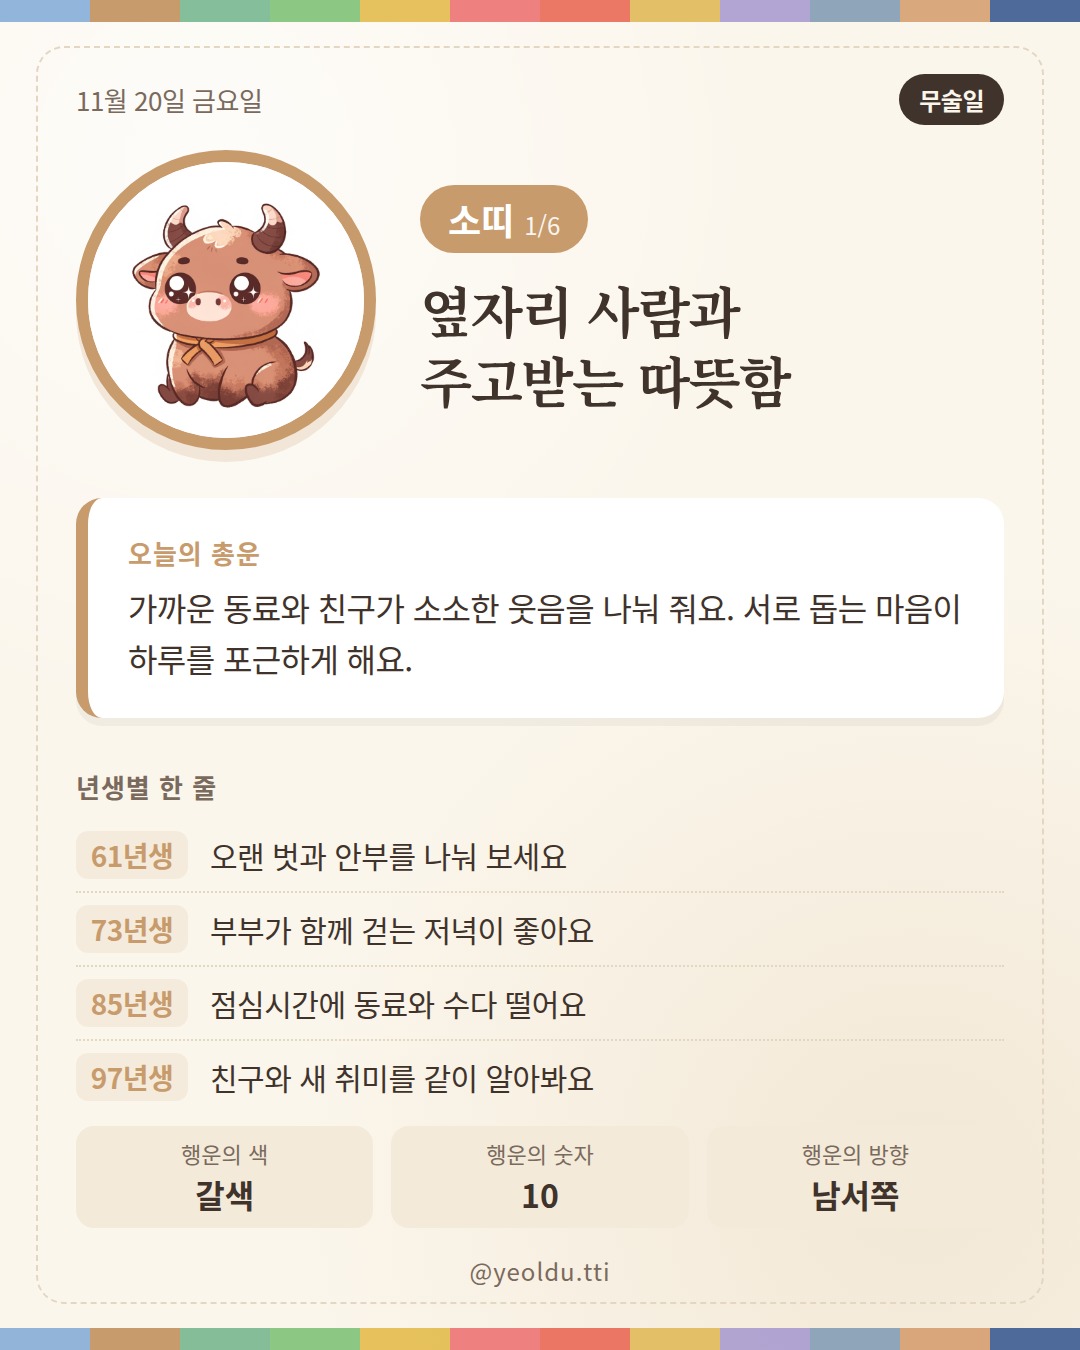 11월 20일 금요일
무술일
소띠 1/6
옆자리 사람과
주고받는 따뜻함
오늘의 총운
가까운 동료와 친구가 소소한 웃음을 나눠 줘요. 서로 돕는 마음이
하루를 포근하게 해요.
년생별 한 줄
61년생 오랜 벗과 안부를 나눠 보세요
73년생 부부가 함께 걷는 저녁이 좋아요
85년생 점심시간에 동료와 수다 떨어요
97년생 친구와 새 취미를 같이 알아봐요
행운의 색
갈색
행운의 숫자
10
행운의 방향
남서쪽
@yeoldu.tti